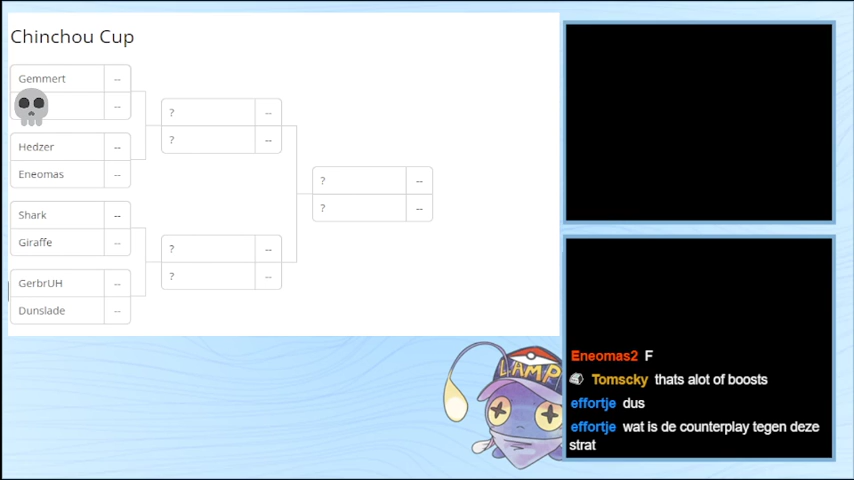 Chinchou Cup
Gemmert --
--
Hedzer --
Eneomas --
Shark --
Giraffe --
GerbrUH --
Dunslade --
? --
? --
? --
? --
? --
? --
LAMP
Eneomas2 F
Tomscky thats alot of boosts
effortje dus
effortje wat is de counterplay tegen deze
strat